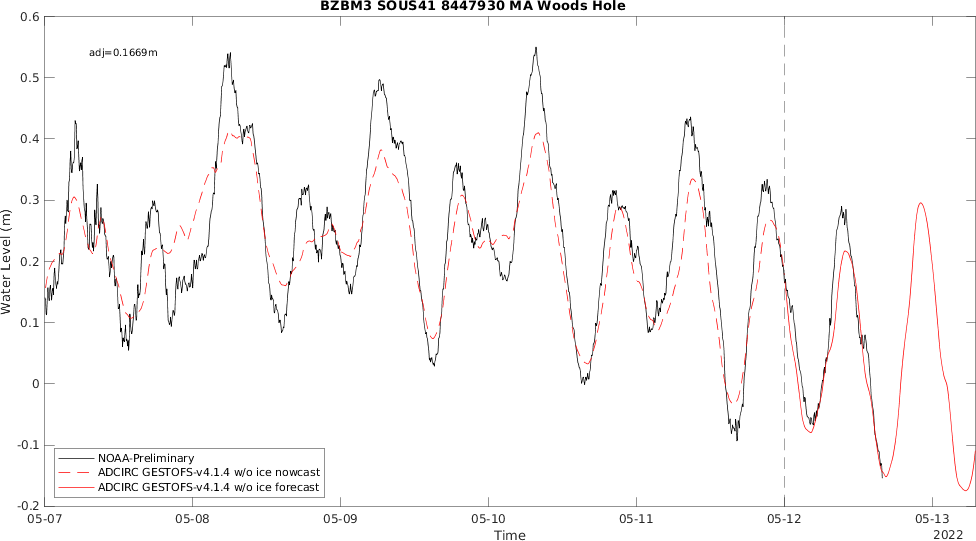 BZBM3 SOUS41 8447930 MA Woods Hole
adj=0.1669m
0.6
0.5
0.4
0.3
0.2
0.1
0
-0.1
-0.2
Water Level (m)
NOAA-Preliminary
ADCIRC GESTOFS-v4.1.4 w/o ice nowcast
ADCIRC GESTOFS-v4.1.4 w/o ice forecast
05-07 05-08 05-09 05-10 05-11 05-12 05-13
Time
2022